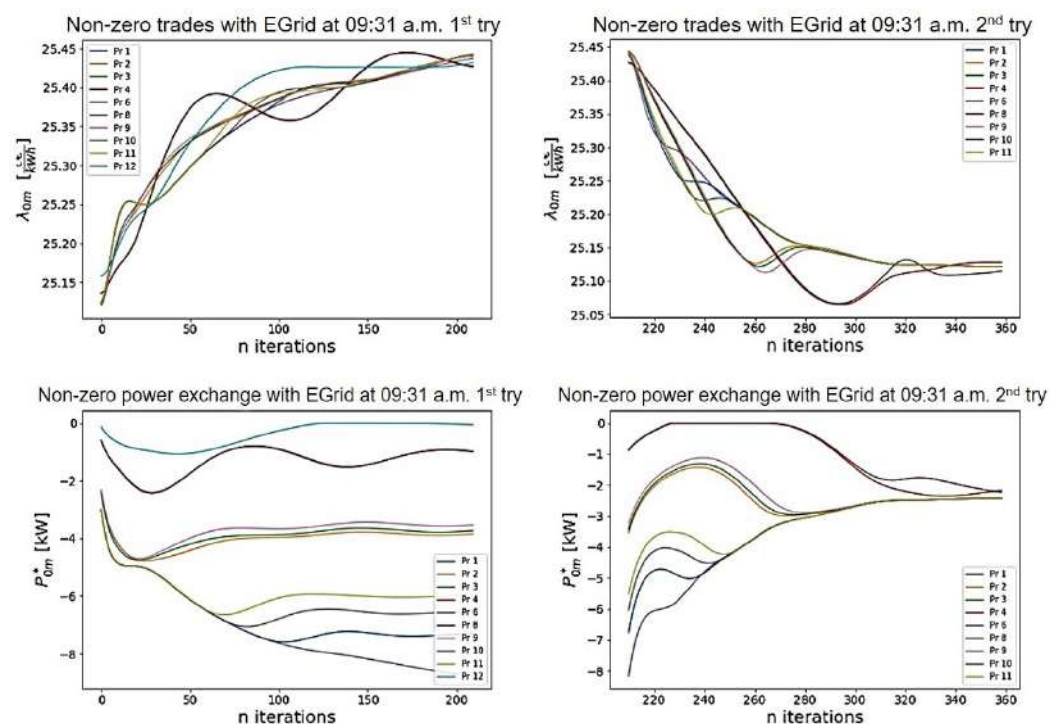 Non-zero trades with EGrid at 09:31 a.m. 1st try
λ0m [c€/kWh]
25.45
25.40
25.35
25.30
25.25
25.20
25.15
Pr 1
Pr 2
Pr 3
Pr 4
Pr 6
Pr 8
Pr 9
Pr 10
Pr 11
Pr 12
0 50 100 150 200
n iterations
Non-zero trades with EGrid at 09:31 a.m. 2nd try
λ0m [c€/kWh]
25.45
25.40
25.35
25.30
25.25
25.20
25.15
25.10
25.05
Pr 1
Pr 2
Pr 3
Pr 4
Pr 6
Pr 8
Pr 9
Pr 10
Pr 11
220 240 260 280 300 320 340 360
n iterations
Non-zero power exchange with EGrid at 09:31 a.m. 1st try
P*0m [kW]
0
−2
−4
−6
−8
Pr 1
Pr 2
Pr 3
Pr 4
Pr 6
Pr 8
Pr 9
Pr 10
Pr 11
Pr 12
0 50 100 150 200
n iterations
Non-zero power exchange with EGrid at 09:31 a.m. 2nd try
P*0m [kW]
0
−1
−2
−3
−4
−5
−6
−7
−8
Pr 1
Pr 2
Pr 3
Pr 4
Pr 6
Pr 8
Pr 9
Pr 10
Pr 11
220 240 260 280 300 320 340 360
n iterations